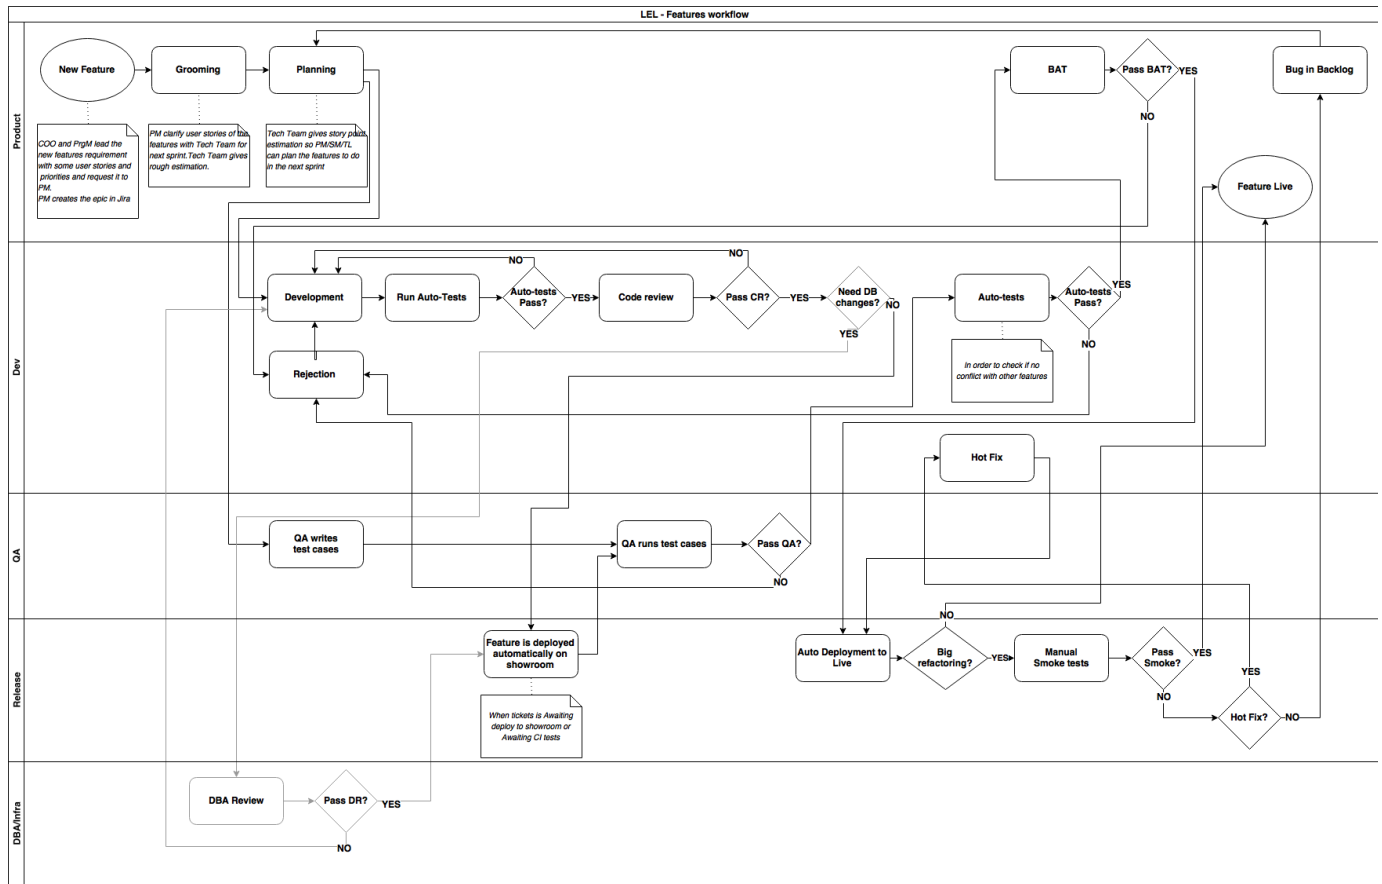 LEL - Features workflow
Product
New Feature
Grooming
Planning
BAT
Pass BAT?
YES
NO
Bug in Backlog
COO and PrgM lead the
new features requirement
with some user stories and
priorities and request it to
PM.
PM creates the epic in Jira
PM clarify user stories of the
features with Tech Team for
next sprint.Tech Team gives
rough estimation.
Tech Team gives story point
estimation so PM/SM/TL
can plan the features to do
in the next sprint
Feature Live
Dev
Development
Run Auto-Tests
NO
Auto-tests
Pass?
YES
Code review
NO
Pass CR?
YES
Need DB
changes?
NO
YES
Auto-tests
Auto-tests
Pass?
YES
NO
In order to check if no
conflict with other features
Rejection
Hot Fix
QA
QA writes
test cases
QA runs test cases
Pass QA?
NO
Release
Feature is deployed
automatically on
showroom
When tickets is Awaiting
deploy to showroom or
Awaiting CI tests
Auto Deployment to
Live
NO
Big
refactoring?
YES
Manual
Smoke tests
Pass
Smoke?
YES
NO
YES
Hot Fix?
NO
DBA/Infra
DBA Review
Pass DR?
YES
NO